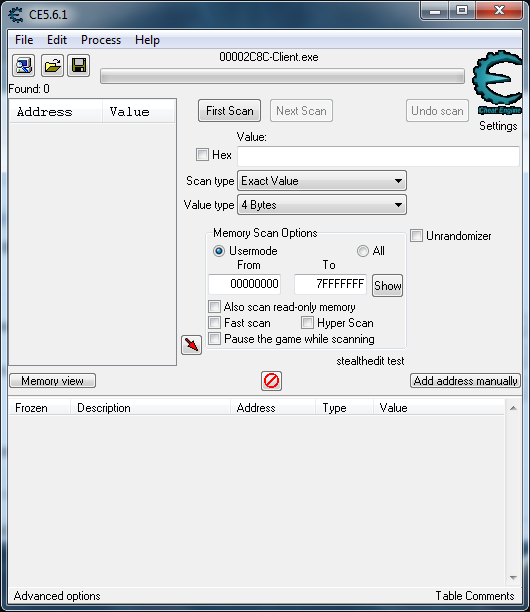 CE5.6.1
File Edit Process Help
00002C8C-Client.exe
Found: 0
Address Value
First Scan Next Scan Undo scan
Cheat Engine
Settings
Value:
Hex
Scan type Exact Value
Value type 4 Bytes
Memory Scan Options
Unrandomizer
Usermode All
From To
00000000 7FFFFFFF Show
Also scan read-only memory
Fast scan Hyper Scan
Pause the game while scanning
stealthedit test
Memory view Add address manually
Frozen Description Address Type Value
Advanced options Table Comments